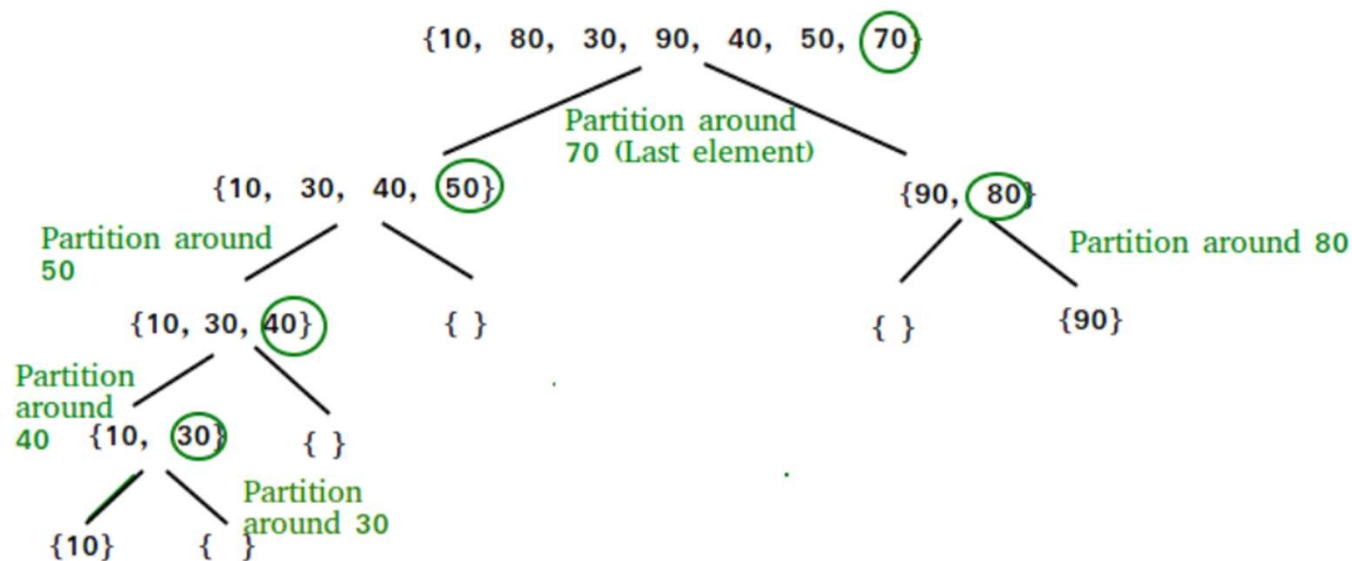 {10, 80, 30, 90, 40, 50, 70}
Partition around
70 (Last element)
{10, 30, 40, 50}
{90, 80}
Partition around
50
Partition around 80
{10, 30, 40}
{ }
{ }
{90}
Partition
around
40
{10, 30}
{ }
Partition
around 30
{10}
{ }